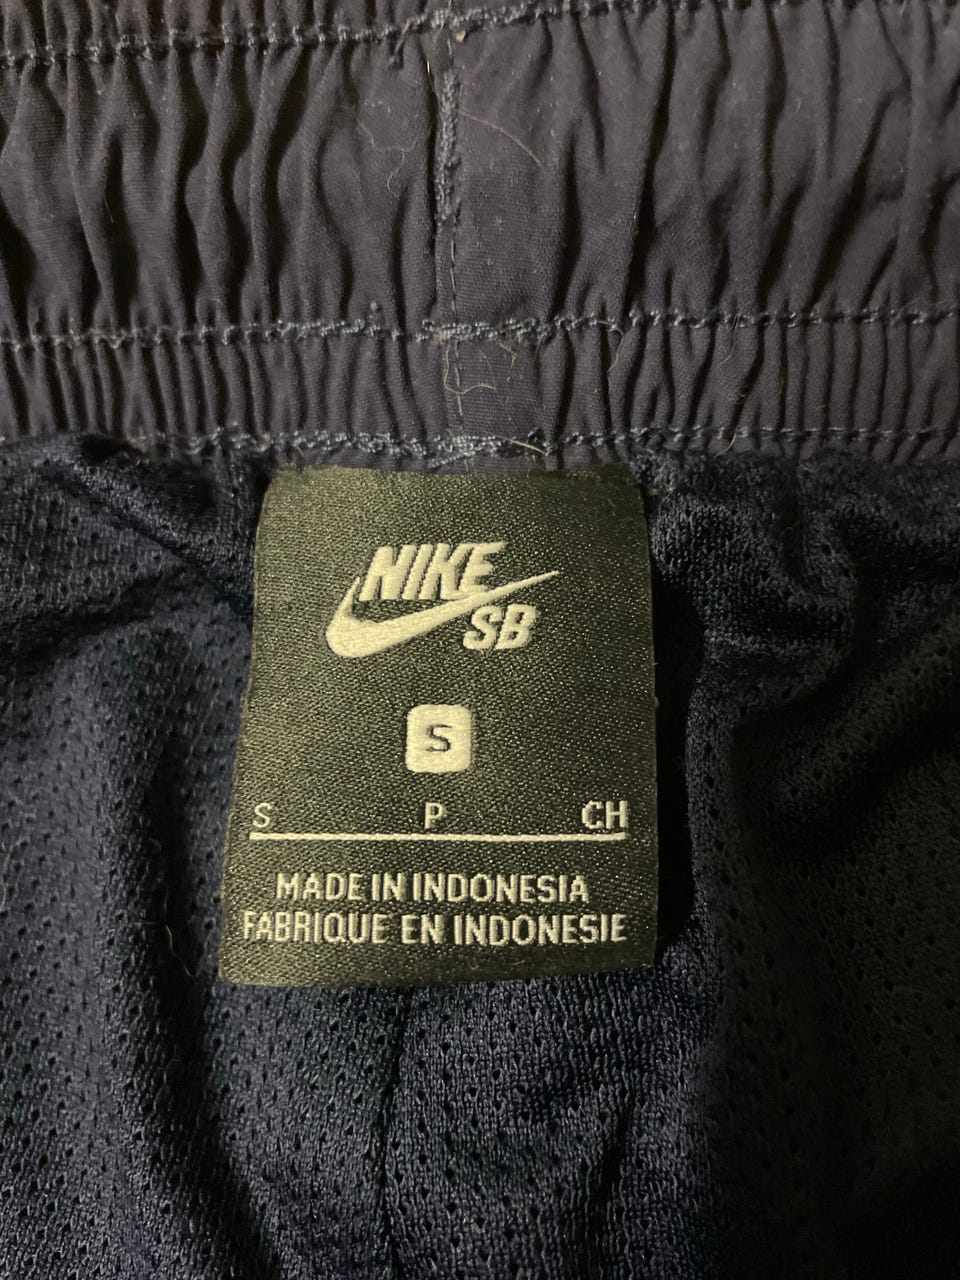 NIKE
SB
S
S P CH
MADE IN INDONESIA
FABRIQUE EN INDONESIE